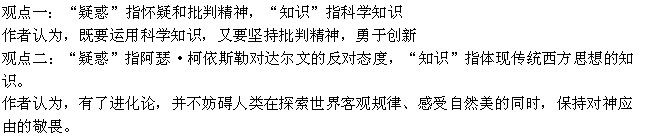 观点一：“疑惑”指怀疑和批判精神，“知识”指科学知识
作者认为，既要运用科学知识，又要坚持批判精神，勇于创新
观点二：“疑惑”指阿瑟·柯依斯勒对达尔文的反对态度，“知识”指体现传统西方思想的知
识。
作者认为，有了进化论，并不妨碍人类在探索世界客观规律、感受自然美的同时，保持对神应
由的敬畏。